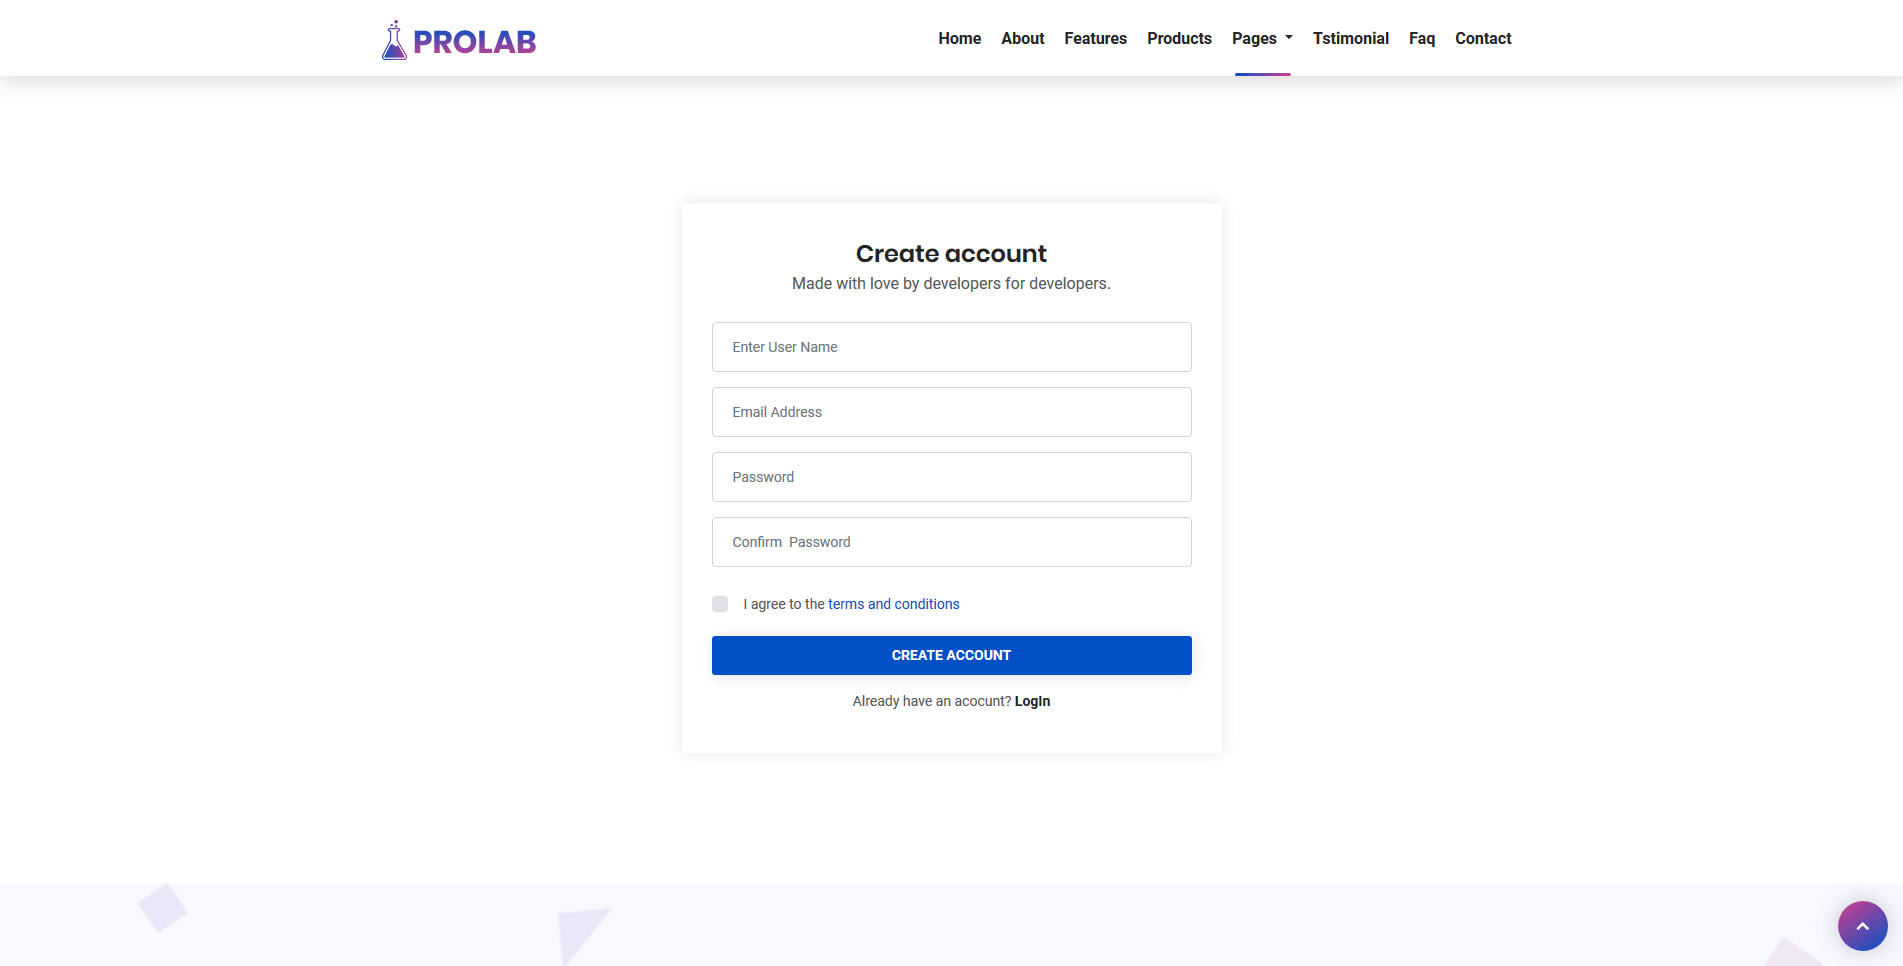 PROLAB
Home About Features Products Pages Tstimonial Faq Contact
Create account
Made with love by developers for developers.
Enter User Name
Email Address
Password
Confirm  Password
I agree to the terms and conditions
CREATE ACCOUNT
Already have an acocunt? LogIn